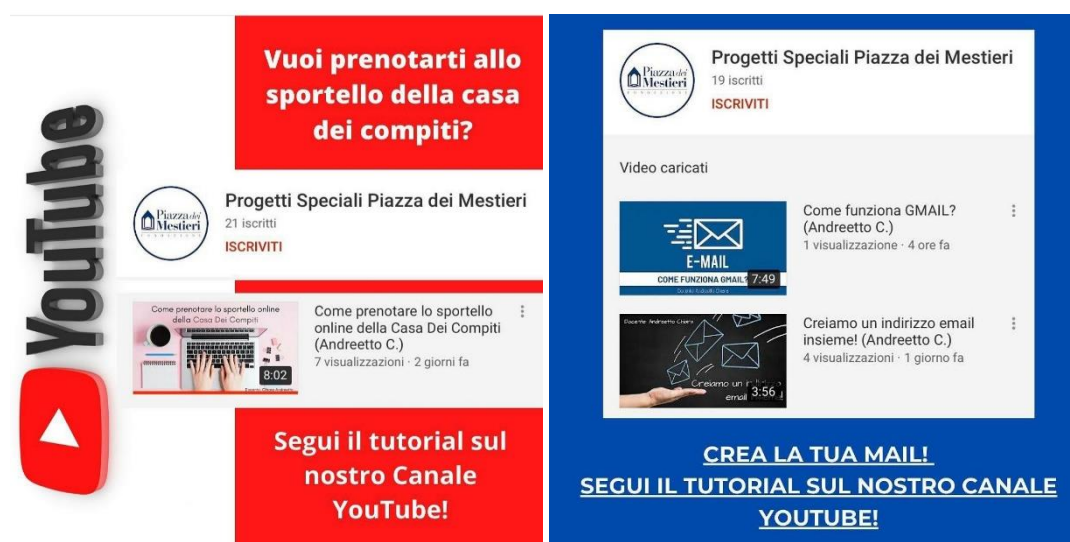 YouTube
Vuoi prenotarti allo
sportello della casa
dei compiti?
Piazza dei
Mestieri
Progetti Speciali Piazza dei Mestieri
21 iscritti
ISCRIVITI
Come prenotare lo sportello online
della Casa Dei Compiti
8:02
Come prenotare lo sportello
online della Casa Dei Compiti
(Andreetto C.)
7 visualizzazioni · 2 giorni fa
Segui il tutorial sul
nostro Canale
YouTube!
Piazza dei
Mestieri
Progetti Speciali Piazza dei Mestieri
19 iscritti
ISCRIVITI
Video caricati
E-MAIL
COME FUNZIONA GMAIL?
7:49
Come funziona GMAIL?
(Andreetto C.)
1 visualizzazione · 4 ore fa
Docente Andreetto Chiara
Creiamo un
email
3:56
Creiamo un indirizzo email
insieme! (Andreetto C.)
4 visualizzazioni · 1 giorno fa
CREA LA TUA MAIL!
SEGUI IL TUTORIAL SUL NOSTRO CANALE
YOUTUBE!